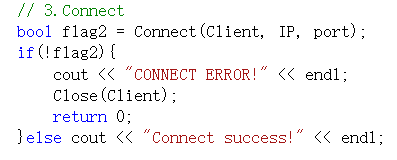 // 3.Connect
bool flag2 = Connect(Client, IP, port);
if(!flag2){
    cout << "CONNECT ERROR!" << endl;
    Close(Client);
    return 0;
}else cout << "Connect success!" << endl;